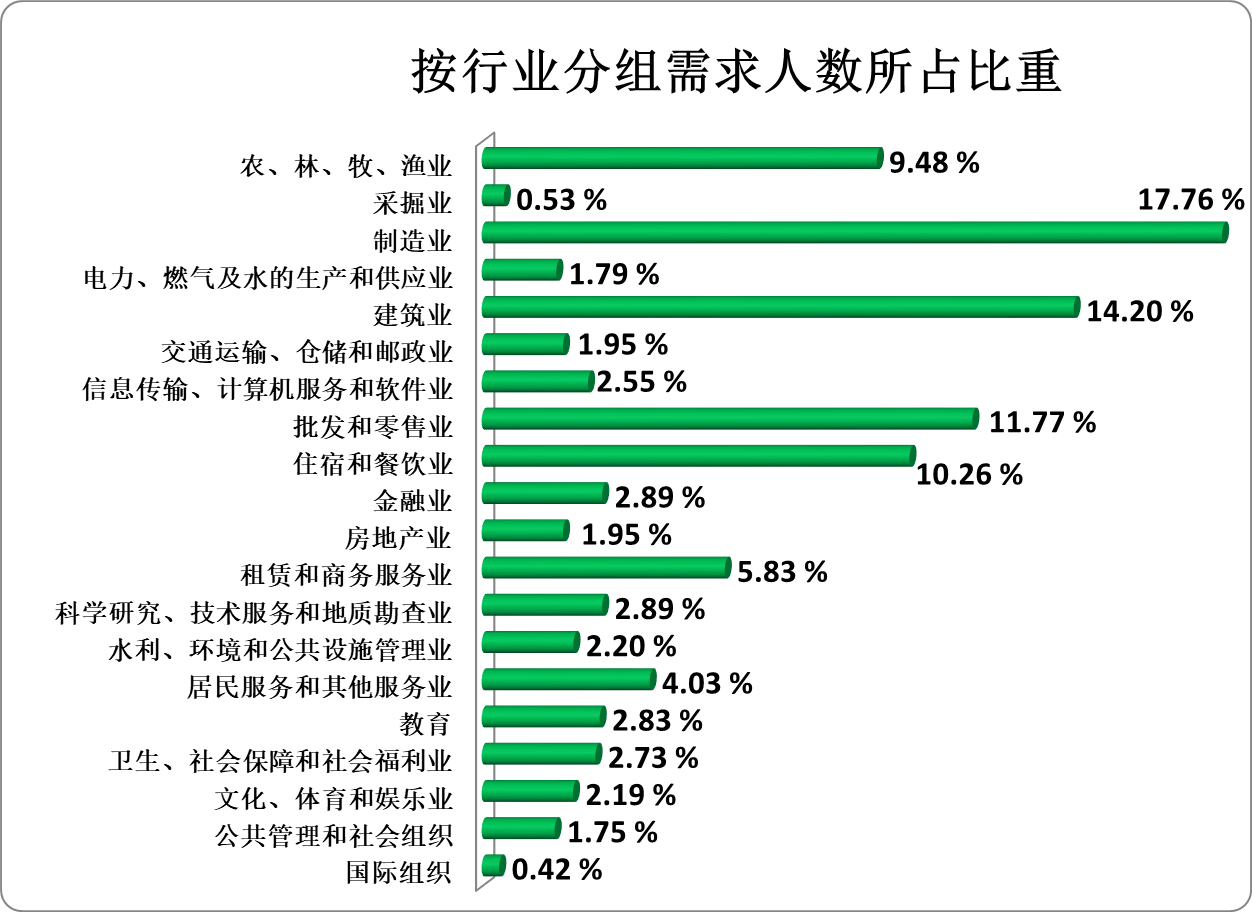 按行业分组需求人数所占比重
农、林、牧、渔业 9.48 %
采掘业 0.53 %
制造业 17.76 %
电力、燃气及水的生产和供应业 1.79 %
建筑业 14.20 %
交通运输、仓储和邮政业 1.95 %
信息传输、计算机服务和软件业 2.55 %
批发和零售业 11.77 %
住宿和餐饮业 10.26 %
金融业 2.89 %
房地产业 1.95 %
租赁和商务服务业 5.83 %
科学研究、技术服务和地质勘查业 2.89 %
水利、环境和公共设施管理业 2.20 %
居民服务和其他服务业 4.03 %
教育 2.83 %
卫生、社会保障和社会福利业 2.73 %
文化、体育和娱乐业 2.19 %
公共管理和社会组织 1.75 %
国际组织 0.42 %